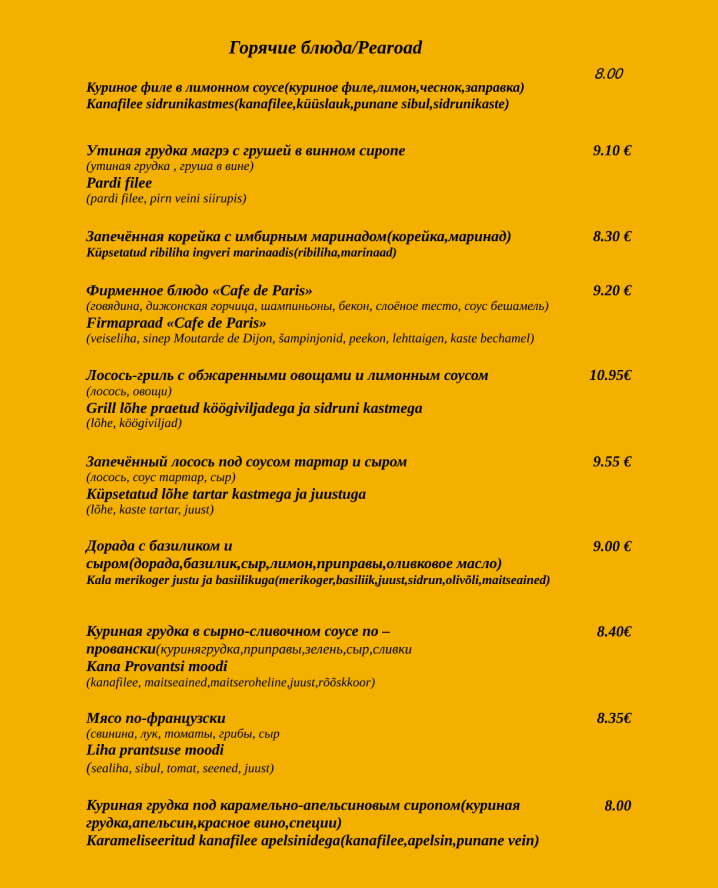 Горячие блюда/Pearoad
8.00
Куриное филе в лимонном соусе(куриное филе,лимон,чеснок,заправка)
Kanafilee sidrunikastmes(kanafilee,küüslauk,punane sibul,sidrunikaste)
Утиная грудка магрэ с грушей в винном сиропе 9.10 €
(утиная грудка , груша в вине)
Pardi filee
(pardi filee, pirn veini siirupis)
Запечённая корейка с имбирным маринадом(корейка,маринад) 8.30 €
Küpsetatud ribiliha ingveri marinaadis(ribiliha,marinaad)
Фирменное блюдо «Cafe de Paris» 9.20 €
(говядина, дижонская горчица, шампиньоны, бекон, слоёное тесто, соус бешамель)
Firmapraad «Cafe de Paris»
(veiseliha, sinep Moutarde de Dijon, šampinjonid, peekon, lehttaigen, kaste bechamel)
Лосось-гриль с обжаренными овощами и лимонным соусом 10.95€
(лосось, овощи)
Grill lõhe praetud köögiviljadega ja sidruni kastmega
(lõhe, köögiviljad)
Запечённый лосось под соусом тартар и сыром 9.55 €
(лосось, соус тартар, сыр)
Küpsetatud lõhe tartar kastmega ja juustuga
(lõhe, kaste tartar, juust)
Дорада с базиликом и 9.00 €
сыром(дорада,базилик,сыр,лимон,приправы,оливковое масло)
Kala merikoger justu ja basiilikuga(merikoger,basiliik,juust,sidrun,olivõli,maitseained)
Куриная грудка в сырно-сливочном соусе по – 8.40€
провански(куринягрудка,приправы,зелень,сыр,сливки
Kana Provantsi moodi
(kanafilee, maitseained,maitseroheline,juust,rõõskkoor)
Мясо по-французски 8.35€
(свинина, лук, томаты, грибы, сыр
Liha prantsuse moodi
(sealiha, sibul, tomat, seened, juust)
Куриная грудка под карамельно-апельсиновым сиропом(куриная 8.00
грудка,апельсин,красное вино,специи)
Karameliseeritud kanafilee apelsinidega(kanafilee,apelsin,punane vein)